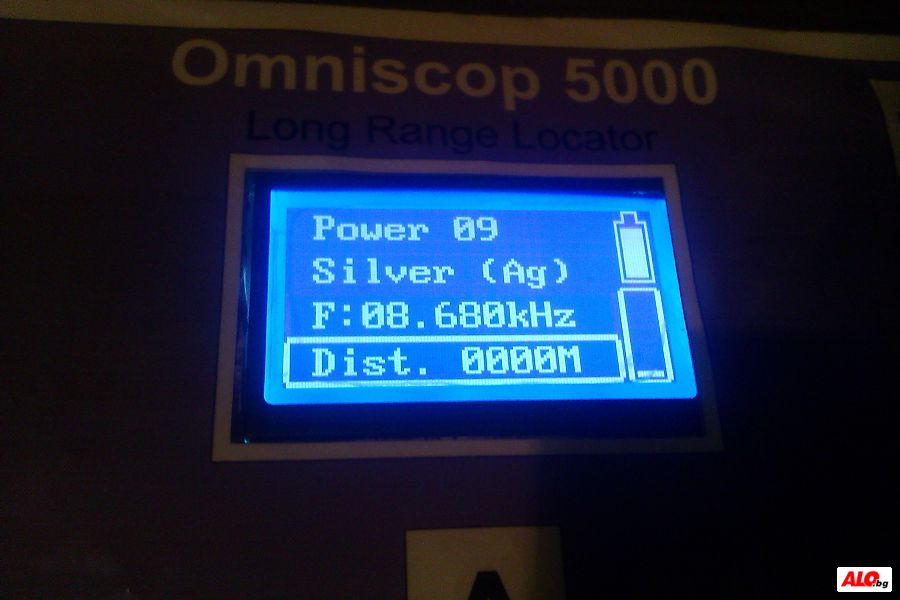 Omniscop 5000
Long Range Locator
Power 09
Silver (Ag)
F:08.680kHz
Dist. 0000M
A
ALO.bg